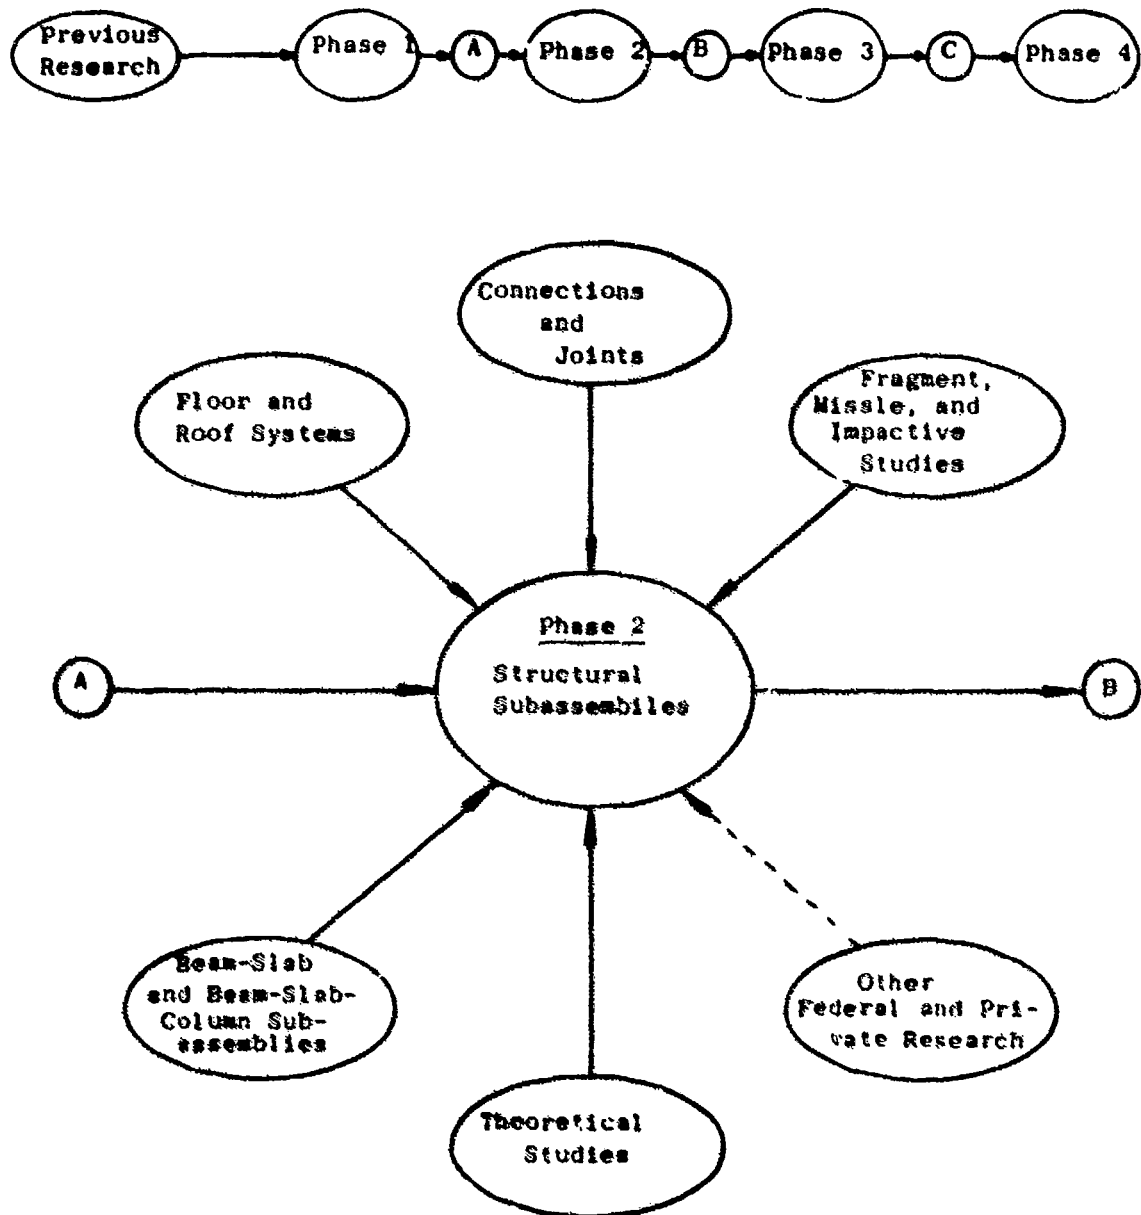 Previous
Research
Phase 1
A
Phase 2
B
Phase 3
C
Phase 4
Connections
and
Joints
Floor and
Roof Systems
Fragment,
Missle, and
Impactive
Studies
Phase 2
Structural
Subassembiles
A
B
Beam-Slab
and Beam-Slab-
Column Sub-
assemblies
Other
Federal and Pri-
vate Research
Theoretical
Studies